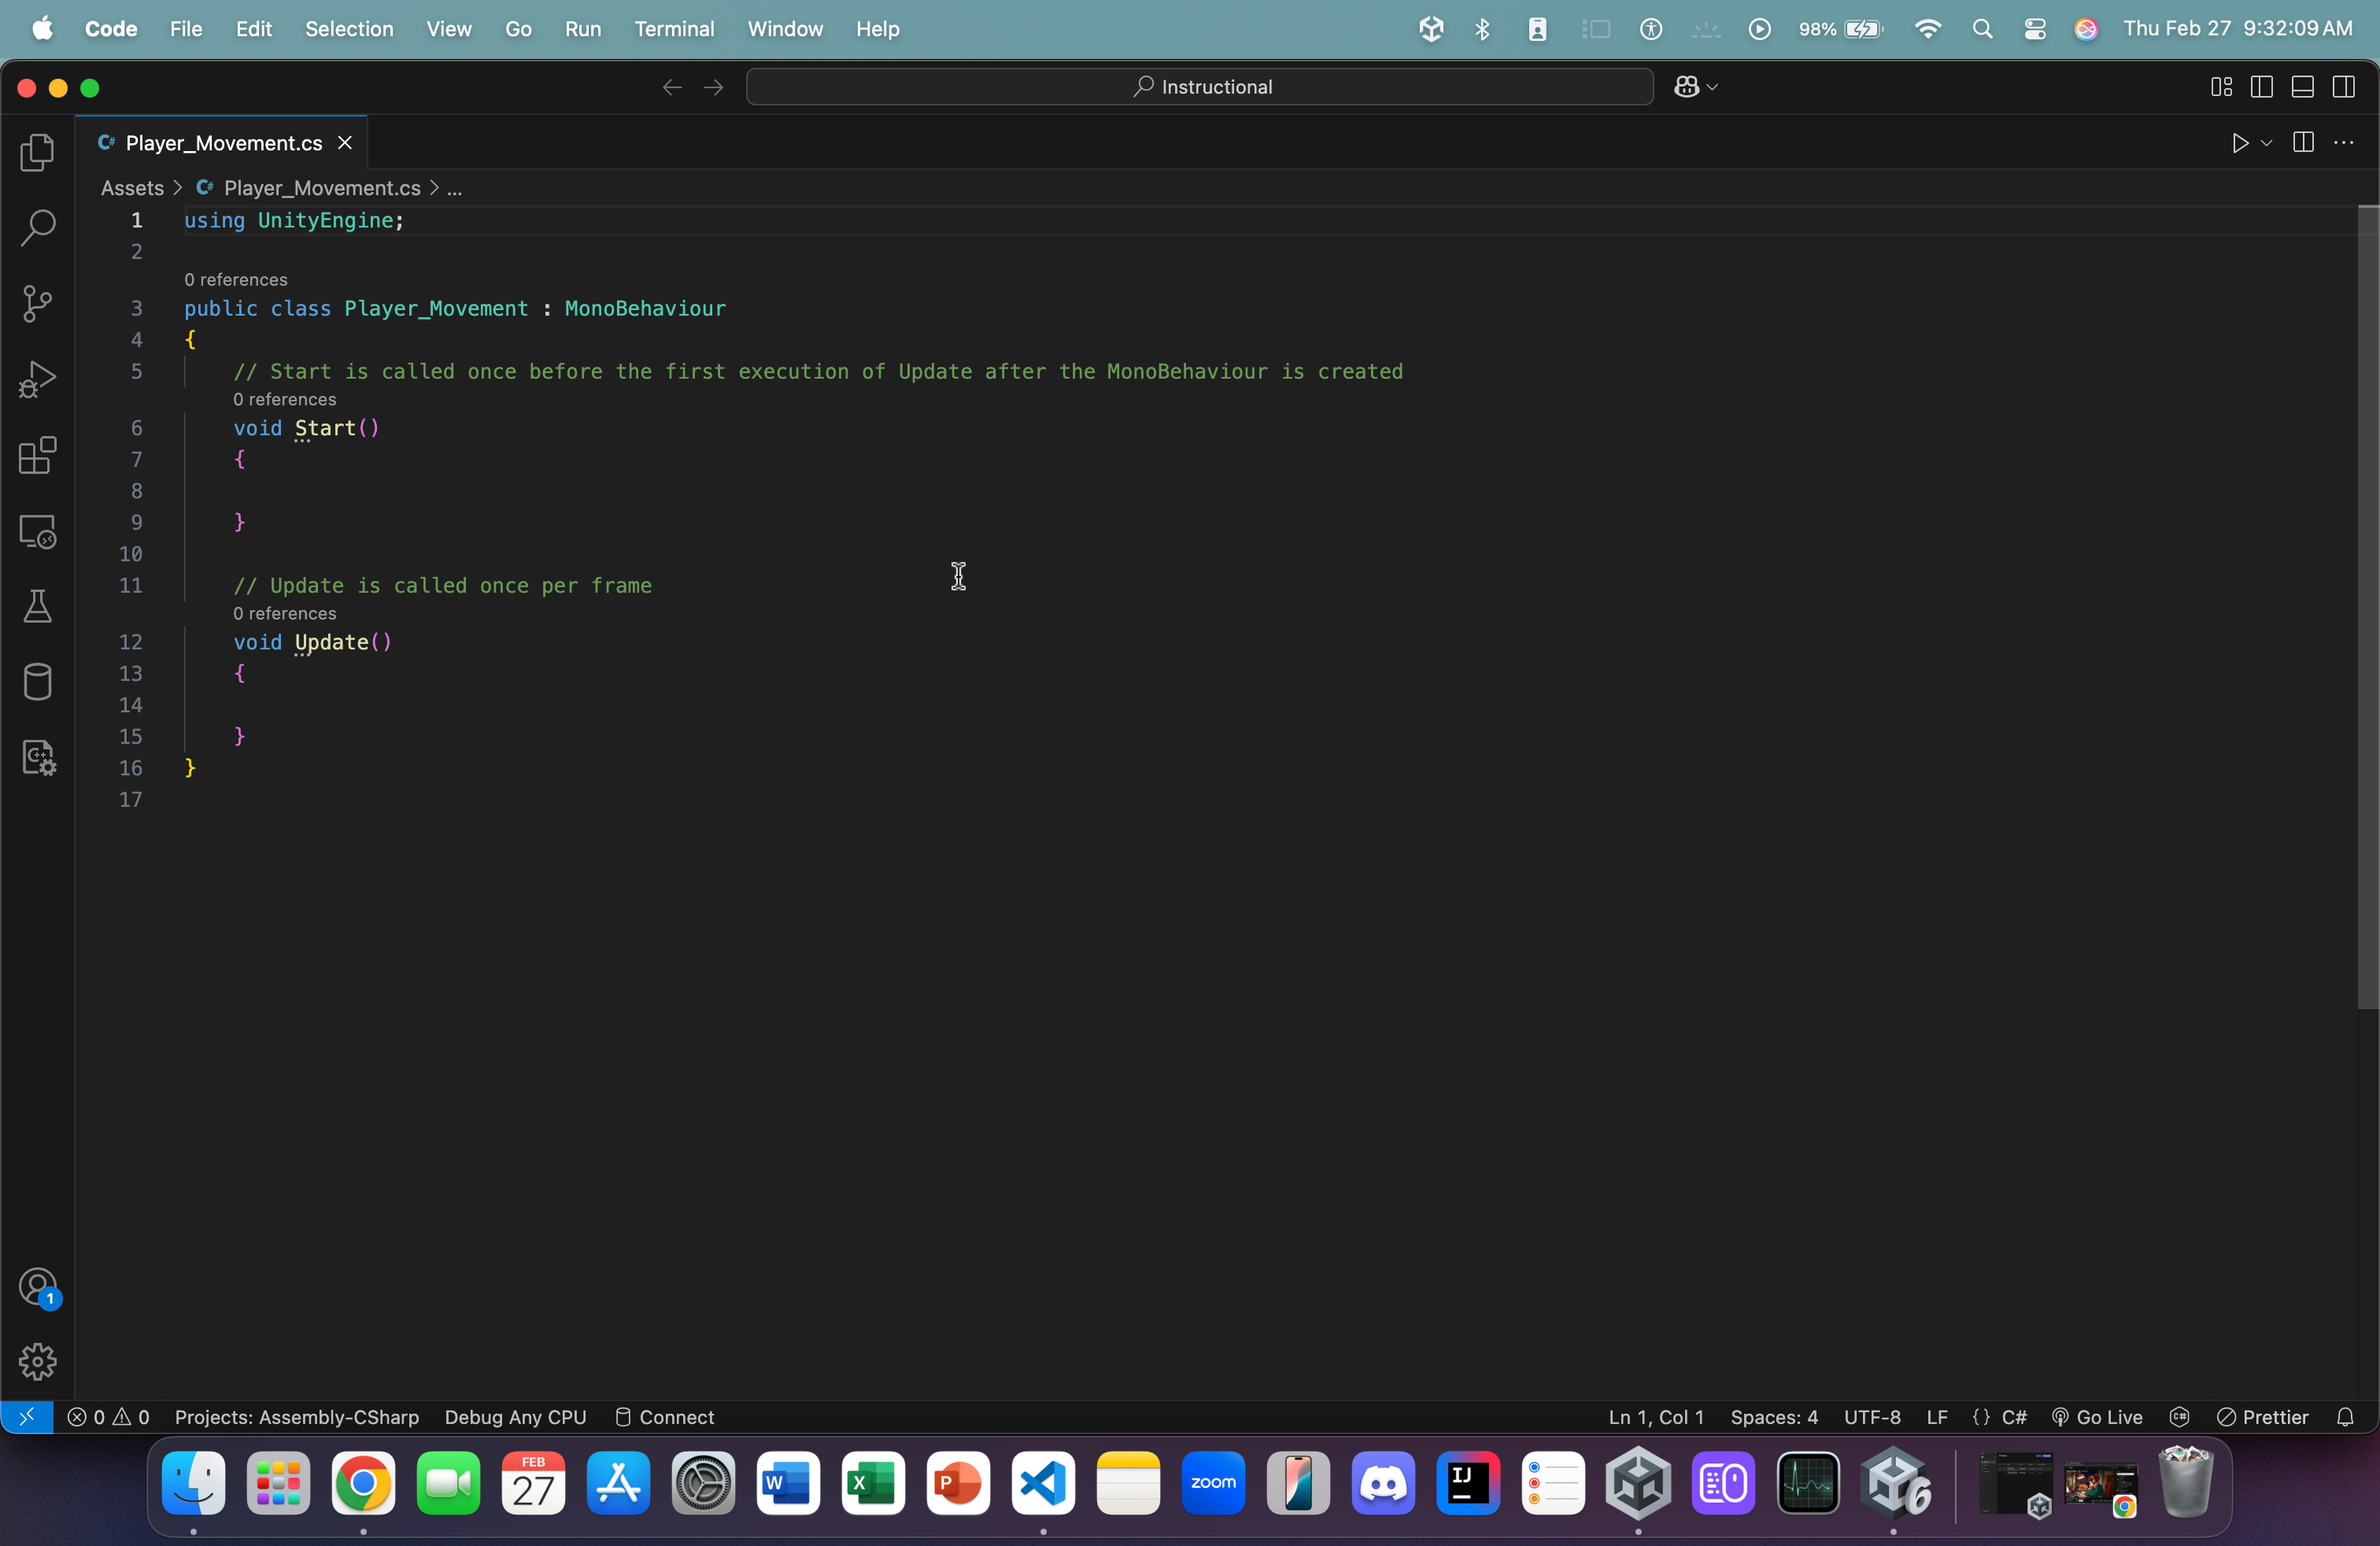 Code File Edit Selection View Go Run Terminal Window Help 98% Thu Feb 27 9:32:09 AM
Instructional
C# Player_Movement.cs
Assets > C# Player_Movement.cs > ...
1 using UnityEngine;
2
0 references
3 public class Player_Movement : MonoBehaviour
4 {
5 // Start is called once before the first execution of Update after the MonoBehaviour is created
0 references
6 void Start()
7 {
8
9 }
10
11 // Update is called once per frame
0 references
12 void Update()
13 {
14
15 }
16 }
17
1
0 0 Projects: Assembly-CSharp Debug Any CPU Connect Ln 1, Col 1 Spaces: 4 UTF-8 LF {} C# Go Live Prettier
FEB
27
W
X
P
zoom
IJ
6